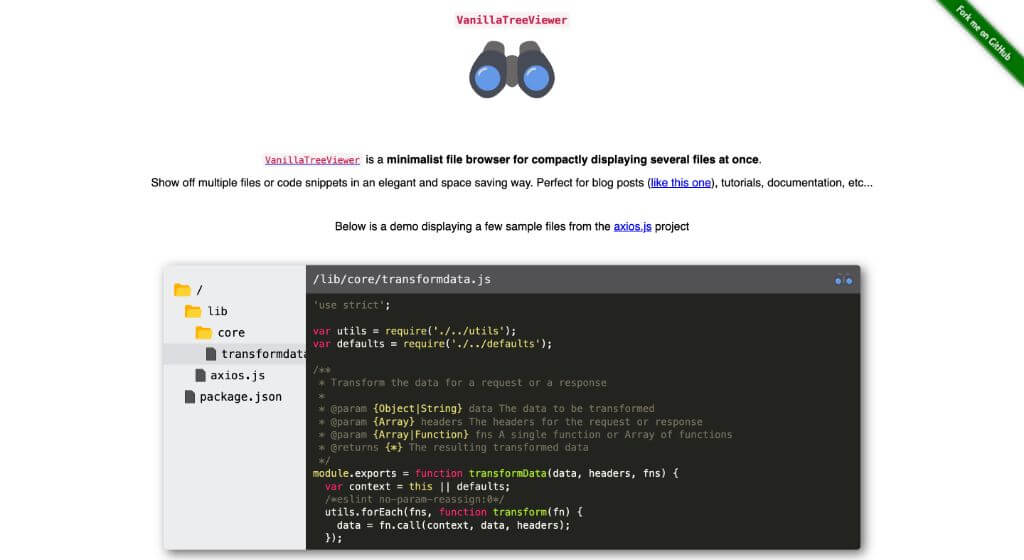 VanillaTreeViewer
Fork me on GitHub
VanillaTreeViewer is a minimalist file browser for compactly displaying several files at once.
Show off multiple files or code snippets in an elegant and space saving way. Perfect for blog posts (like this one), tutorials, documentation, etc...
Below is a demo displaying a few sample files from the axios.js project
/
lib
core
transformdata
axios.js
package.json
/lib/core/transformdata.js
'use strict';
var utils = require('./../utils');
var defaults = require('./../defaults');
/**
* Transform the data for a request or a response
*
* @param {Object|String} data The data to be transformed
* @param {Array} headers The headers for the request or response
* @param {Array|Function} fns A single function or Array of functions
* @returns {*} The resulting transformed data
*/
module.exports = function transformData(data, headers, fns) {
var context = this || defaults;
/*eslint no-param-reassign:0*/
utils.forEach(fns, function transform(fn) {
data = fn.call(context, data, headers);
});